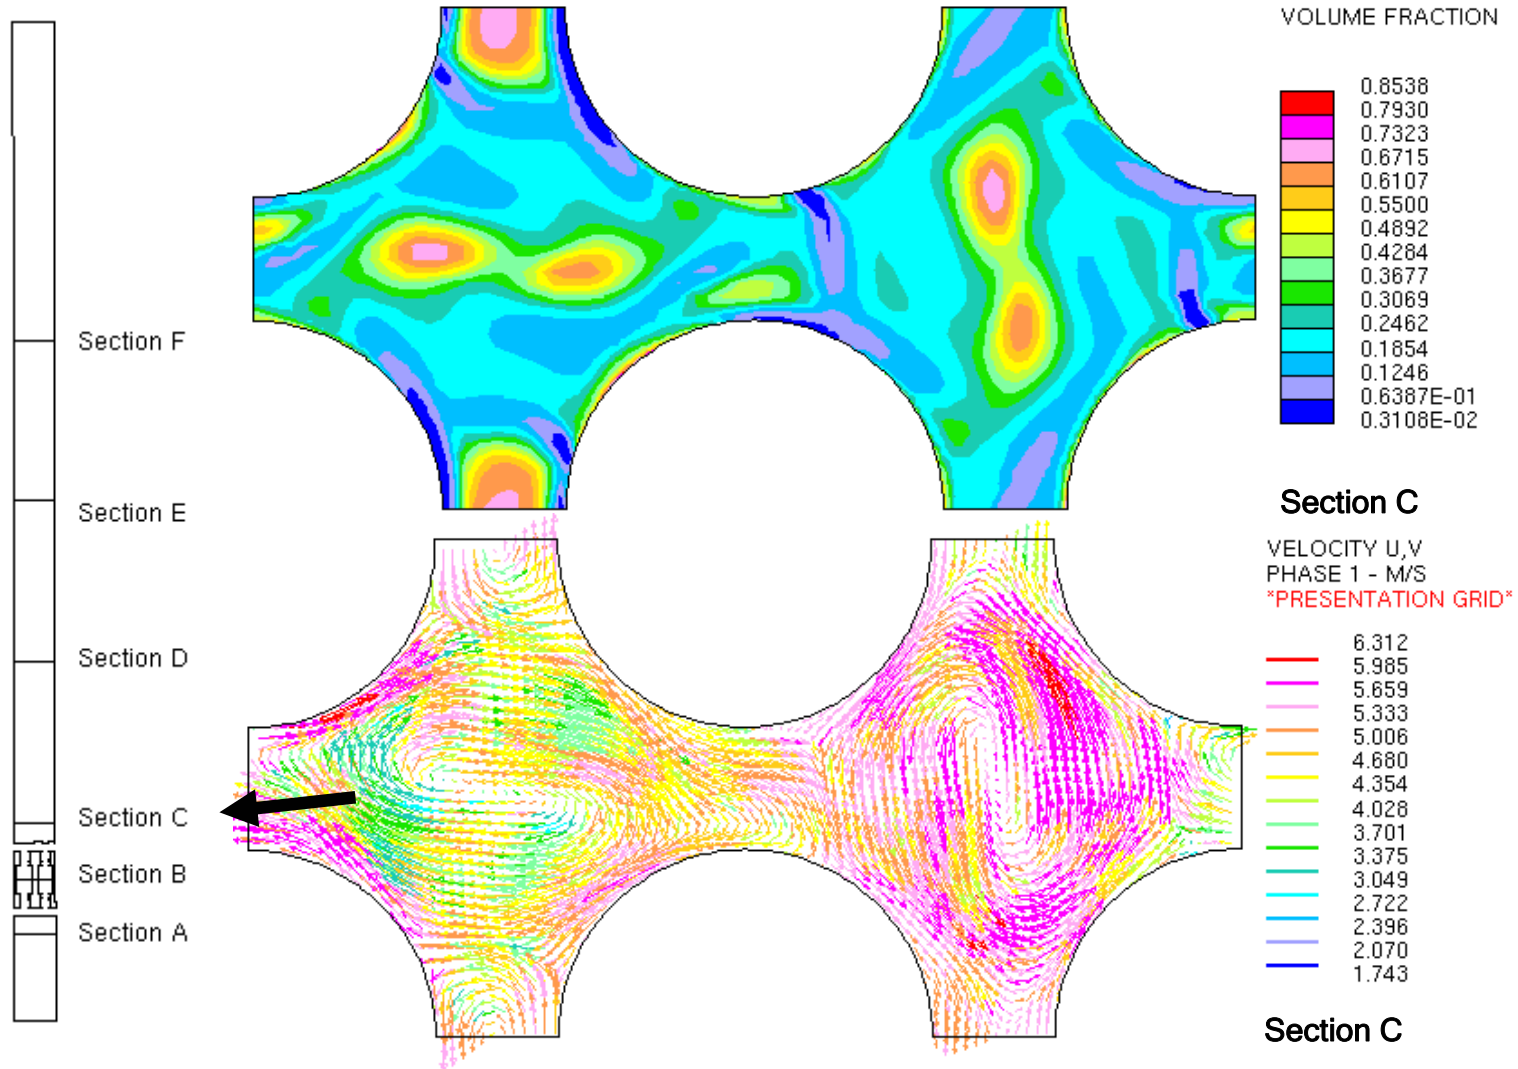 VOLUME FRACTION
0.8538
0.7930
0.7323
0.6715
0.6107
0.5500
0.4892
0.4284
0.3677
0.3069
0.2462
0.1854
0.1246
0.6387E-01
0.3108E-02
Section C
Section F
Section E
Section D
Section C
Section B
Section A
VELOCITY U,V
PHASE 1 - M/S
*PRESENTATION GRID*
6.312
5.985
5.659
5.333
5.006
4.680
4.354
4.028
3.701
3.375
3.049
2.722
2.396
2.070
1.743
Section C